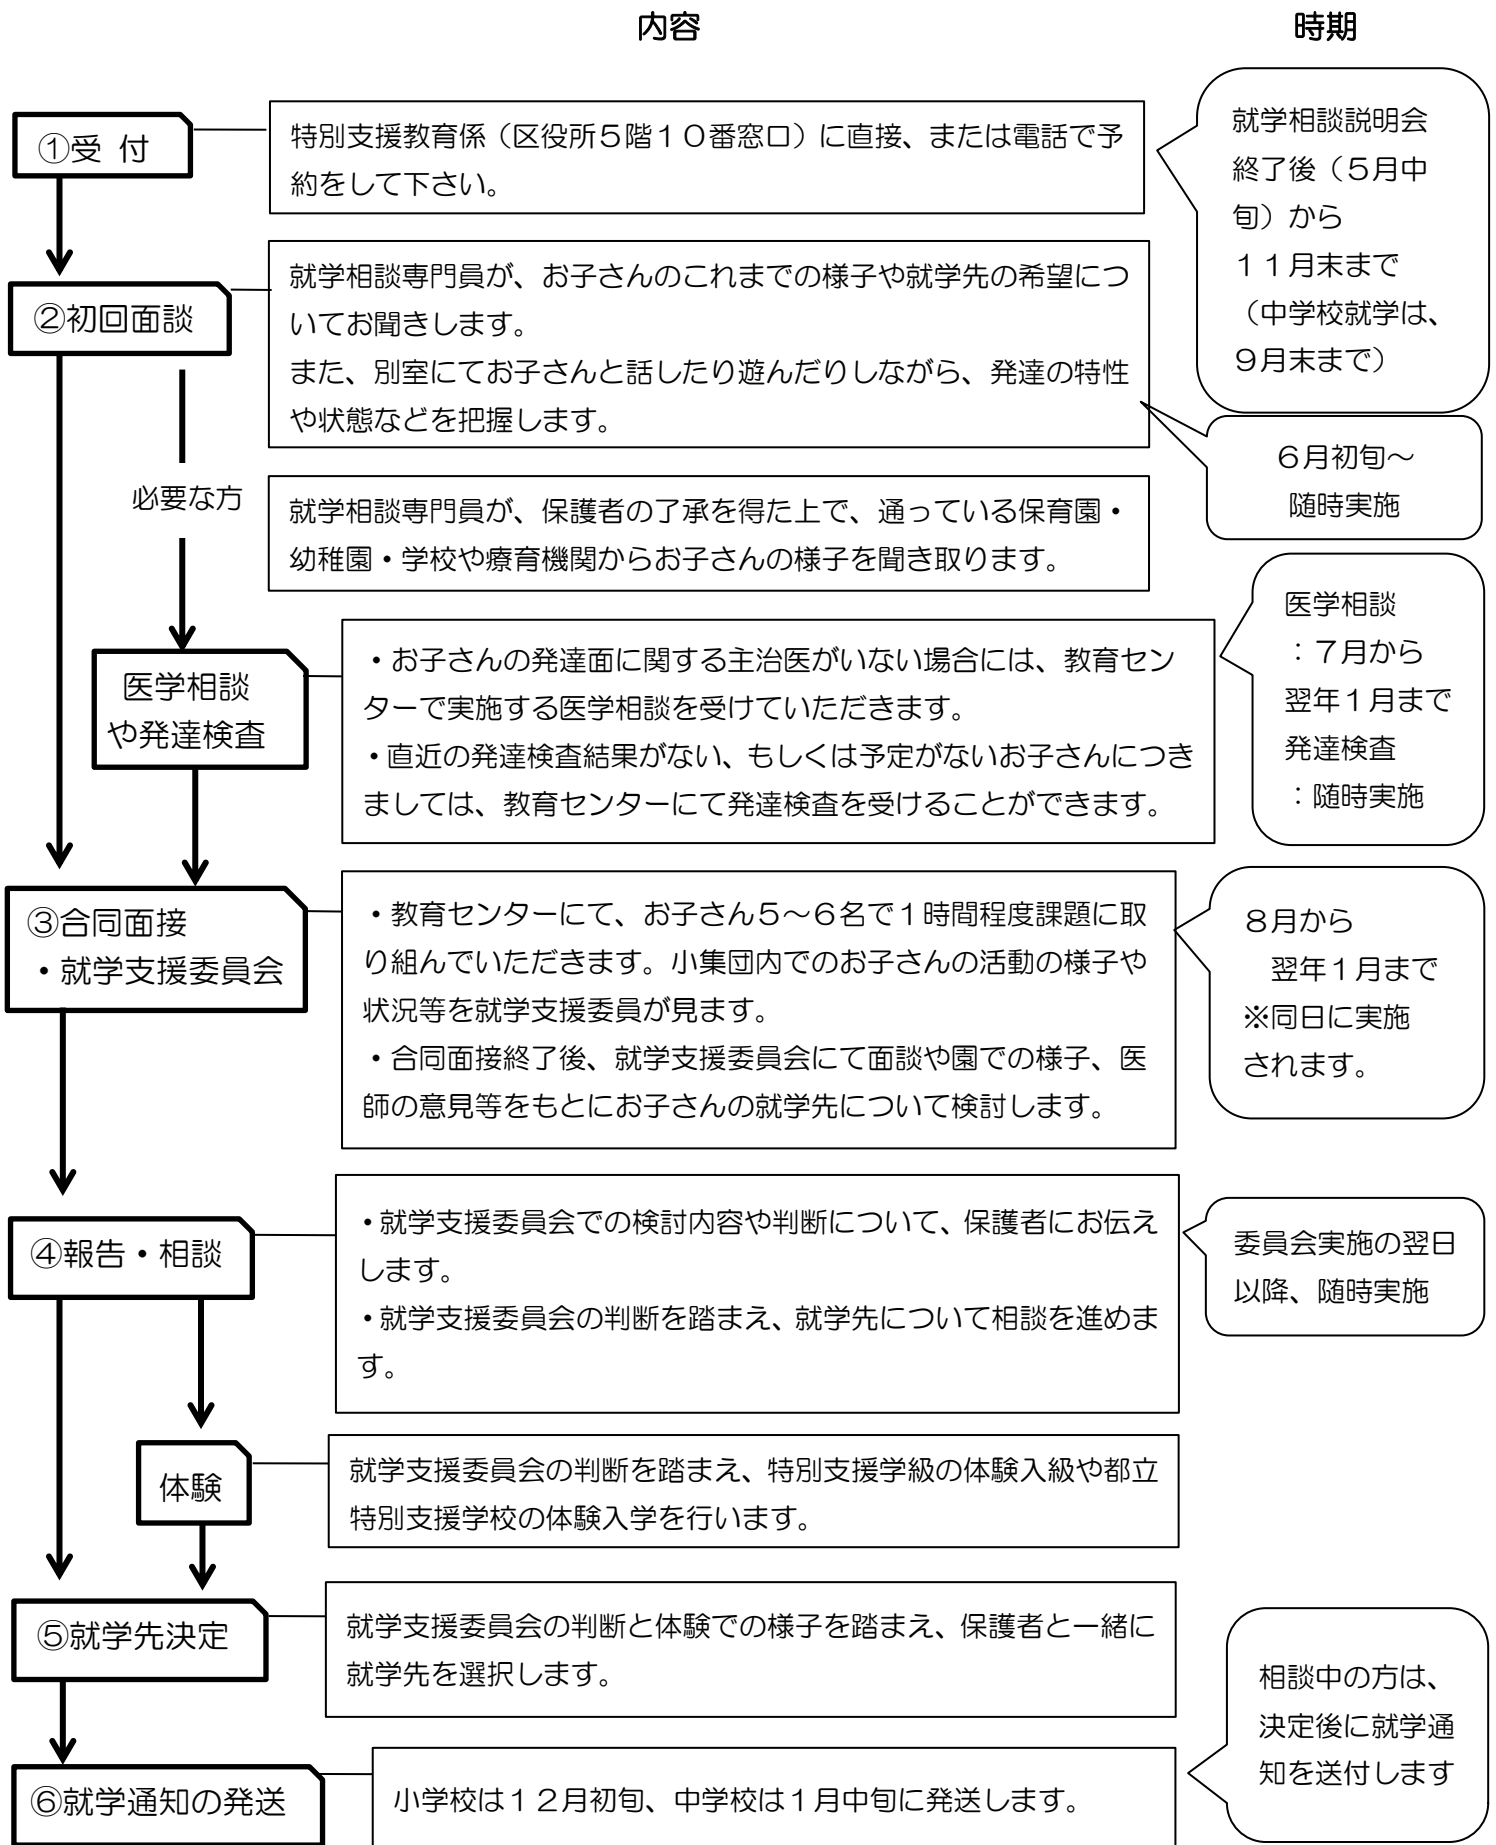 内容
時期
①受 付
特別支援教育係（区役所５階１０番窓口）に直接、または電話で予
約をして下さい。
就学相談説明会
終了後（５月中
旬）から
１１月末まで
（中学校就学は、
９月末まで）
②初回面談
就学相談専門員が、お子さんのこれまでの様子や就学先の希望につ
いてお聞きします。
また、別室にてお子さんと話したり遊んだりしながら、発達の特性
や状態などを把握します。
６月初旬～
随時実施
必要な方
就学相談専門員が、保護者の了承を得た上で、通っている保育園・
幼稚園・学校や療育機関からお子さんの様子を聞き取ります。
医学相談
や発達検査
・お子さんの発達面に関する主治医がいない場合には、教育セン
ターで実施する医学相談を受けていただきます。
・直近の発達検査結果がない、もしくは予定がないお子さんにつき
ましては、教育センターにて発達検査を受けることができます。
医学相談
：７月から
翌年１月まで
発達検査
：随時実施
③合同面接
・就学支援委員会
・教育センターにて、お子さん５～６名で１時間程度課題に取
り組んでいただきます。小集団内でのお子さんの活動の様子や
状況等を就学支援委員が見ます。
・合同面接終了後、就学支援委員会にて面談や園での様子、医
師の意見等をもとにお子さんの就学先について検討します。
８月から
翌年１月まで
※同日に実施
されます。
④報告・相談
・就学支援委員会での検討内容や判断について、保護者にお伝え
します。
・就学支援委員会の判断を踏まえ、就学先について相談を進めま
す。
委員会実施の翌日
以降、随時実施
体験
就学支援委員会の判断を踏まえ、特別支援学級の体験入級や都立
特別支援学校の体験入学を行います。
⑤就学先決定
就学支援委員会の判断と体験での様子を踏まえ、保護者と一緒に
就学先を選択します。
相談中の方は、
決定後に就学通
知を送付します
⑥就学通知の発送
小学校は１２月初旬、中学校は１月中旬に発送します。